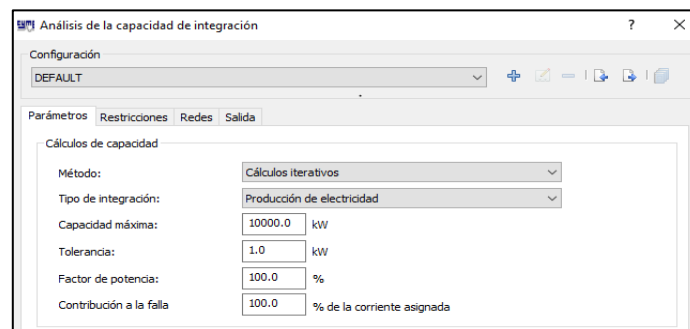 Análisis de la capacidad de integración ? ×
Configuración
DEFAULT
Parámetros Restricciones Redes Salida
Cálculos de capacidad
Método: Cálculos iterativos
Tipo de integración: Producción de electricidad
Capacidad máxima: 10000.0 kW
Tolerancia: 1.0 kW
Factor de potencia: 100.0 %
Contribución a la falla 100.0 % de la corriente asignada